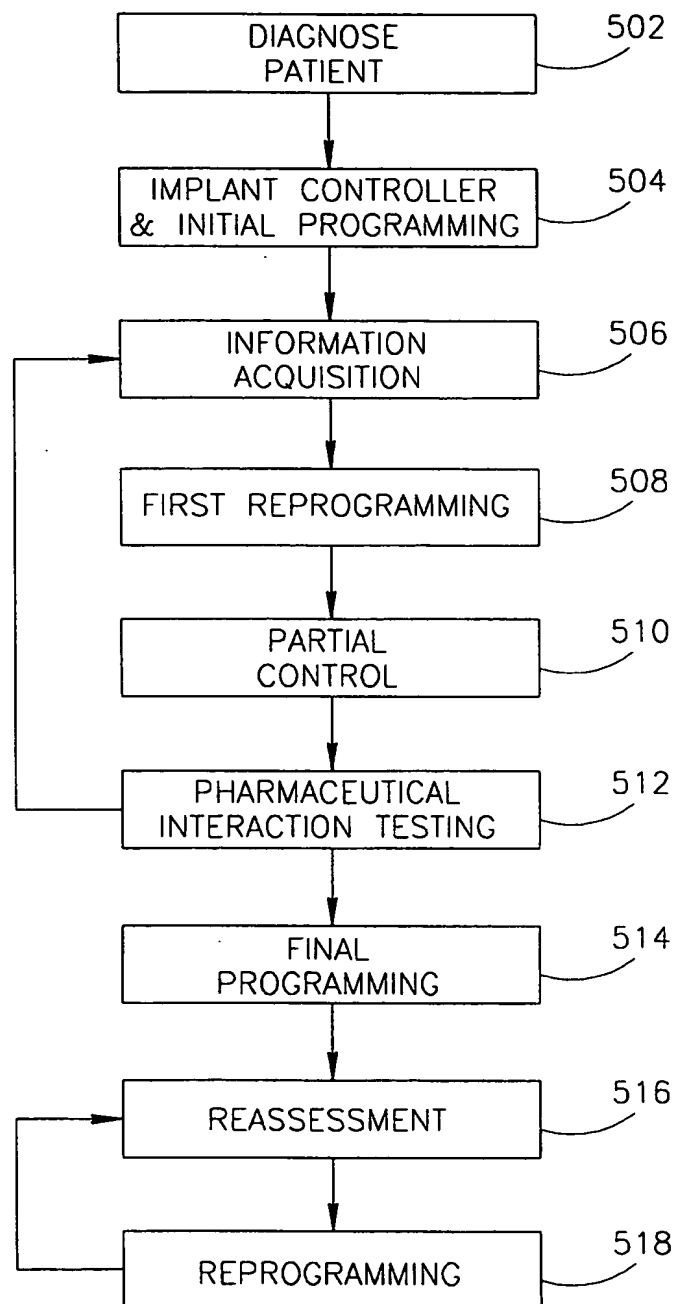 DIAGNOSE
PATIENT
502
IMPLANT CONTROLLER
& INITIAL PROGRAMMING
504
INFORMATION
ACQUISITION
506
FIRST REPROGRAMMING
508
PARTIAL
CONTROL
510
PHARMACEUTICAL
INTERACTION TESTING
512
FINAL
PROGRAMMING
514
REASSESSMENT
516
REPROGRAMMING
518